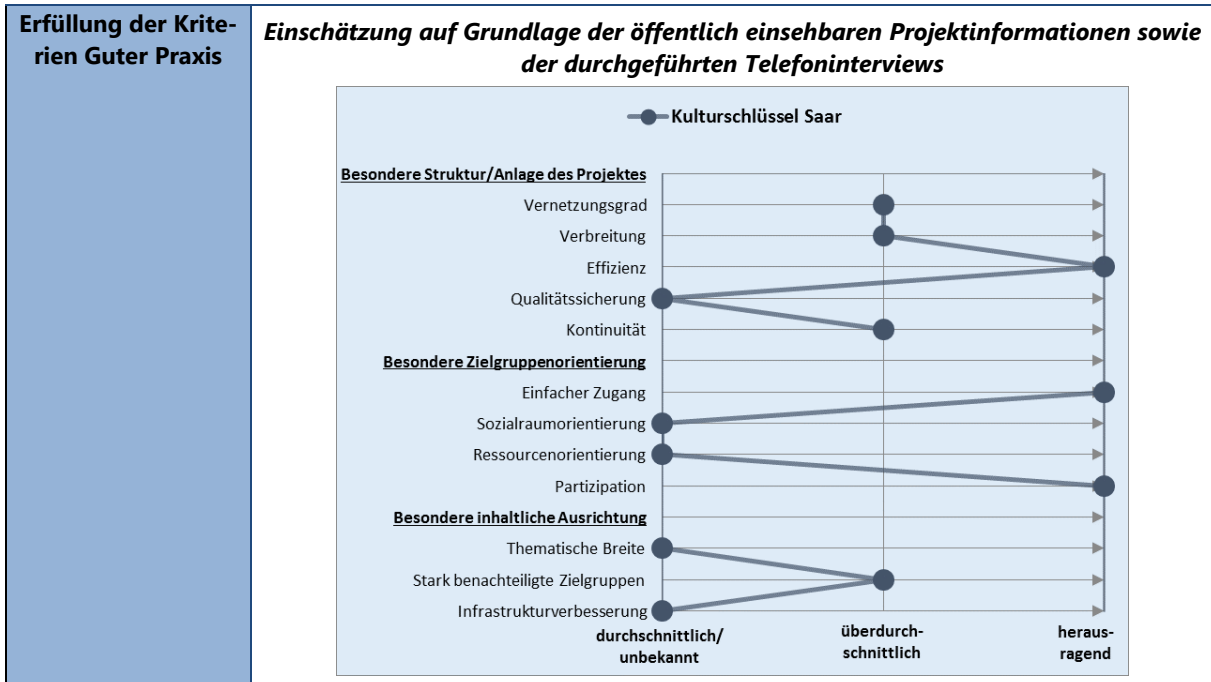 Erfüllung der Krite-
rien Guter Praxis
Einschätzung auf Grundlage der öffentlich einsehbaren Projektinformationen sowie
der durchgeführten Telefoninterviews
Kulturschlüssel Saar
Besondere Struktur/Anlage des Projektes
Vernetzungsgrad
Verbreitung
Effizienz
Qualitätssicherung
Kontinuität
Besondere Zielgruppenorientierung
Einfacher Zugang
Sozialraumorientierung
Ressourcenorientierung
Partizipation
Besondere inhaltliche Ausrichtung
Thematische Breite
Stark benachteiligte Zielgruppen
Infrastrukturverbesserung
durchschnittlich/
unbekannt
überdurch-
schnittlich
heraus-
ragend